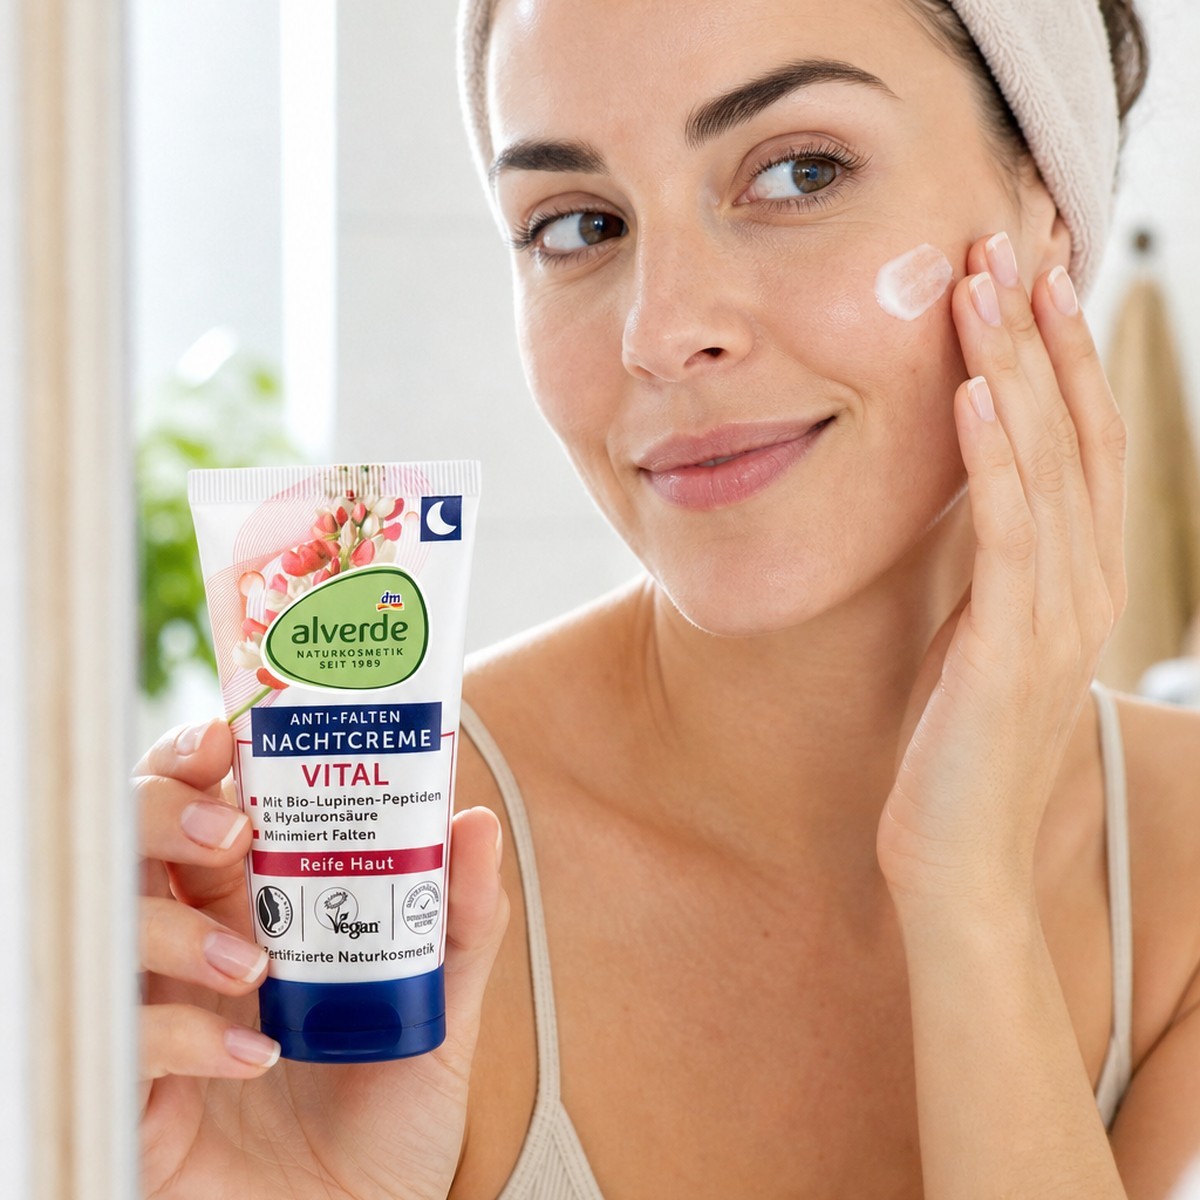 dm
alverde
NATURKOSMETIK
SEIT 1989
ANTI-FALTEN
NACHTCREME
VITAL
Mit Bio-Lupinen-Peptiden
& Hyaluronsäure
Minimiert Falten
Reife Haut
Vegan
Zertifizierte Naturkosmetik